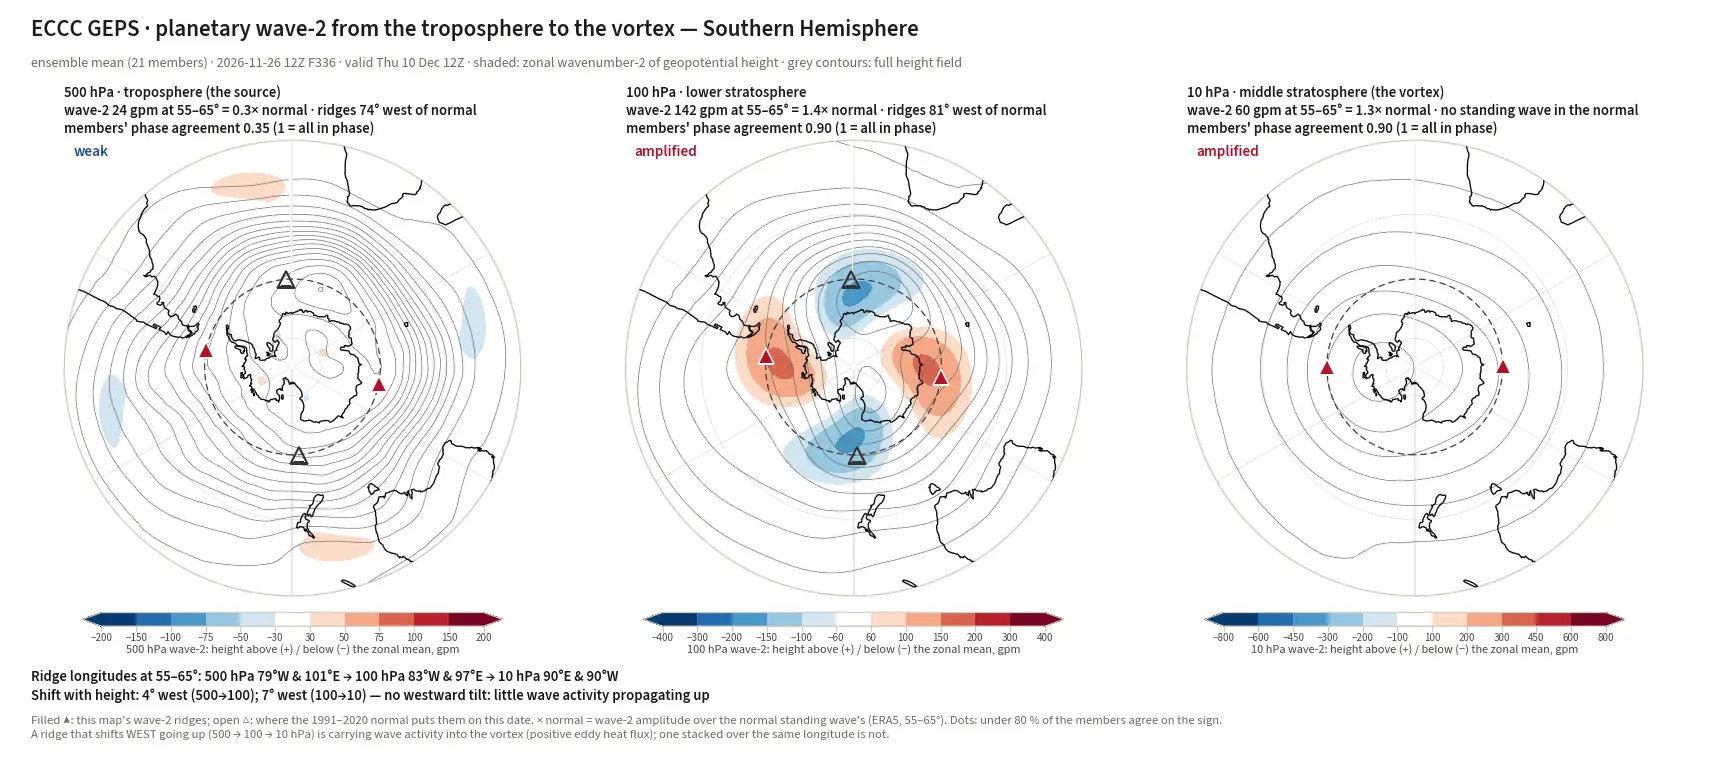 ECCC GEPS · planetary wave-2 from the troposphere to the vortex — Southern Hemisphere
ensemble mean (21 members) · 2026-11-26 12Z F336 · valid Thu 10 Dec 12Z · shaded: zonal wavenumber-2 of geopotential height · grey contours: full height field
500 hPa · troposphere (the source)
wave-2 24 gpm at 55–65° = 0.3× normal · ridges 74° west of normal
members' phase agreement 0.35 (1 = all in phase)
weak
100 hPa · lower stratosphere
wave-2 142 gpm at 55–65° = 1.4× normal · ridges 81° west of normal
members' phase agreement 0.90 (1 = all in phase)
amplified
10 hPa · middle stratosphere (the vortex)
wave-2 60 gpm at 55–65° = 1.3× normal · no standing wave in the normal
members' phase agreement 0.90 (1 = all in phase)
amplified
−200 −150 −100 −75 −50 −30 30 50 75 100 150 200
500 hPa wave-2: height above (+) / below (−) the zonal mean, gpm
−400 −300 −200 −150 −100 −60 60 100 150 200 300 400
100 hPa wave-2: height above (+) / below (−) the zonal mean, gpm
−800 −600 −450 −300 −200 −100 100 200 300 450 600 800
10 hPa wave-2: height above (+) / below (−) the zonal mean, gpm
Ridge longitudes at 55–65°: 500 hPa 79°W & 101°E → 100 hPa 83°W & 97°E → 10 hPa 90°E & 90°W
Shift with height: 4° west (500→100); 7° west (100→10) — no westward tilt: little wave activity propagating up
Filled ▲: this map's wave-2 ridges; open △: where the 1991–2020 normal puts them on this date. × normal = wave-2 amplitude over the normal standing wave's (ERA5, 55–65°). Dots: under 80 % of the members agree on the sign.
A ridge that shifts WEST going up (500 → 100 → 10 hPa) is carrying wave activity into the vortex (positive eddy heat flux); one stacked over the same longitude is not.